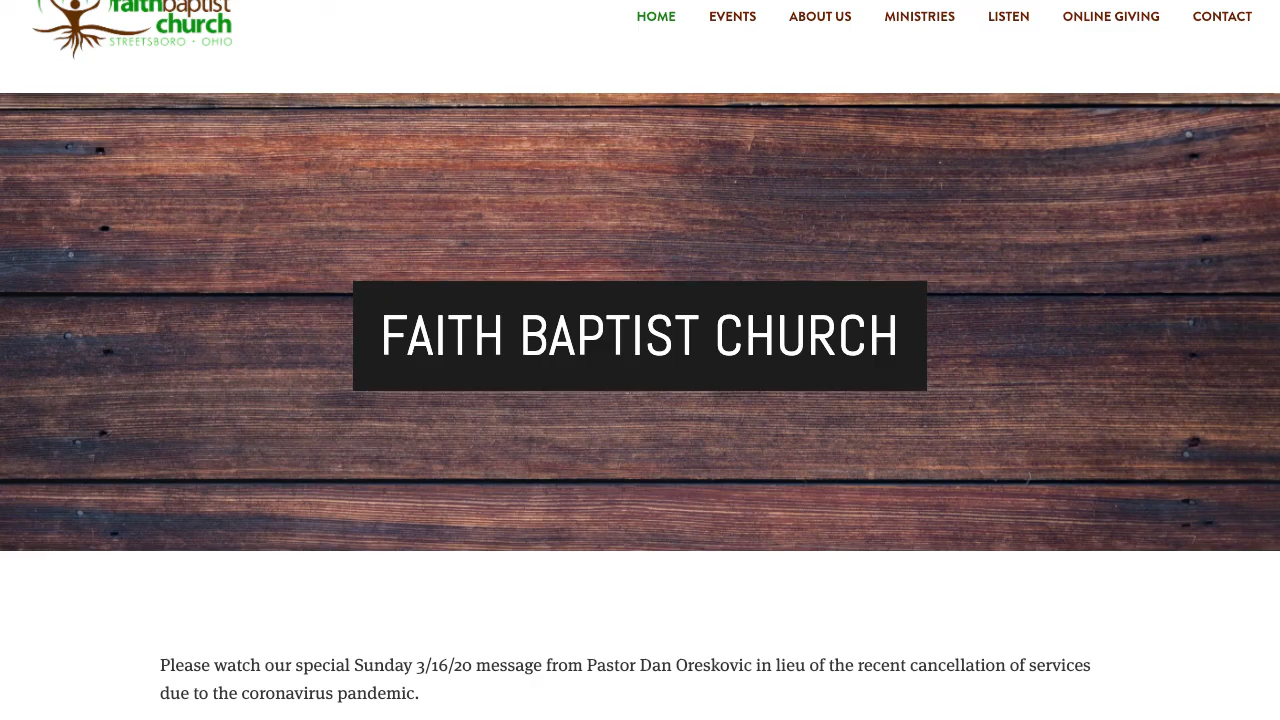 faithbaptist
church
STREETSBORO • OHIO
HOME EVENTS ABOUT US MINISTRIES LISTEN ONLINE GIVING CONTACT
FAITH BAPTIST CHURCH
Please watch our special Sunday 3/16/20 message from Pastor Dan Oreskovic in lieu of the recent cancellation of services
due to the coronavirus pandemic.